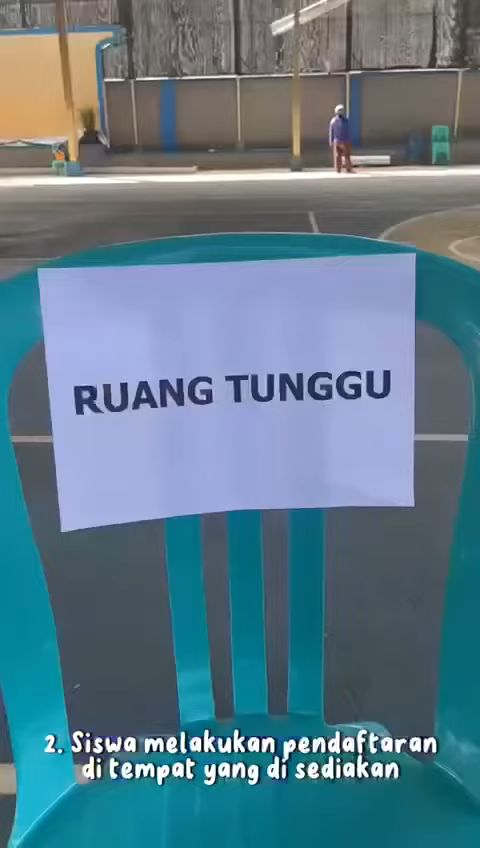 RUANG TUNGGU
2. Siswa melakukan pendaftaran
di tempat yang di sediakan